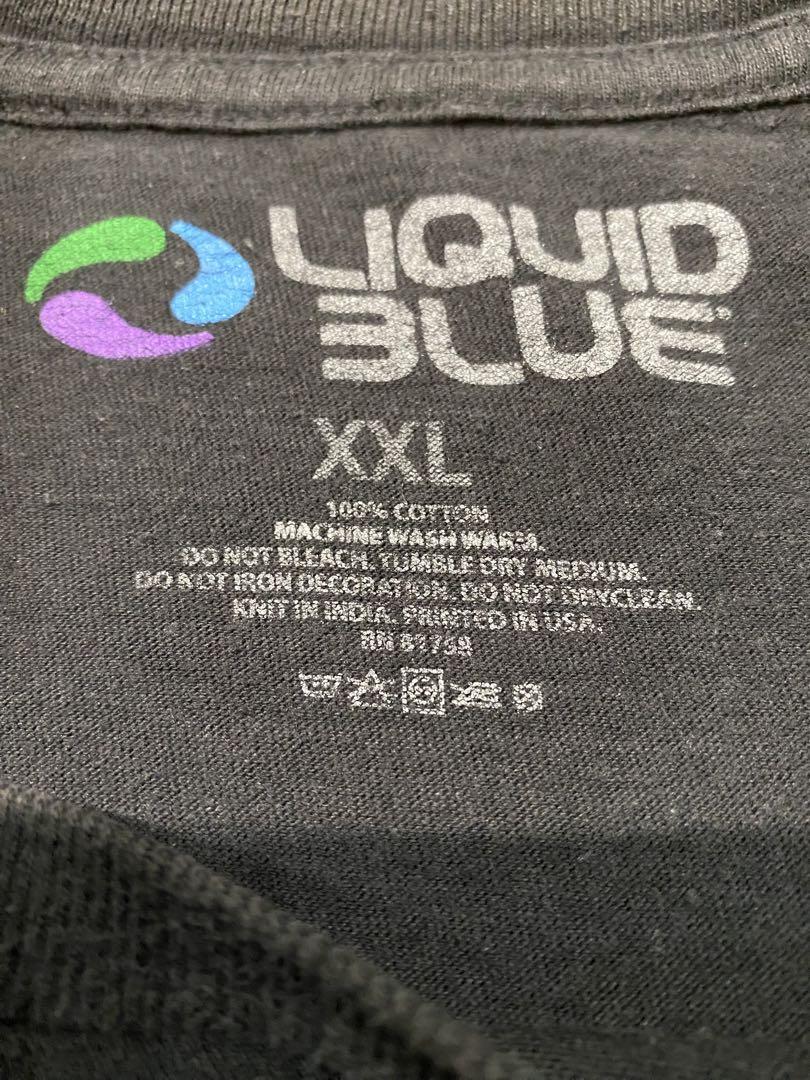 LIQUID
BLUE
XXL
100% COTTON
MACHINE WASH WARM.
DO NOT BLEACH. TUMBLE DRY MEDIUM.
DO NOT IRON DECORATION. DO NOT DRYCLEAN.
KNIT IN INDIA. PRINTED IN USA.
RN